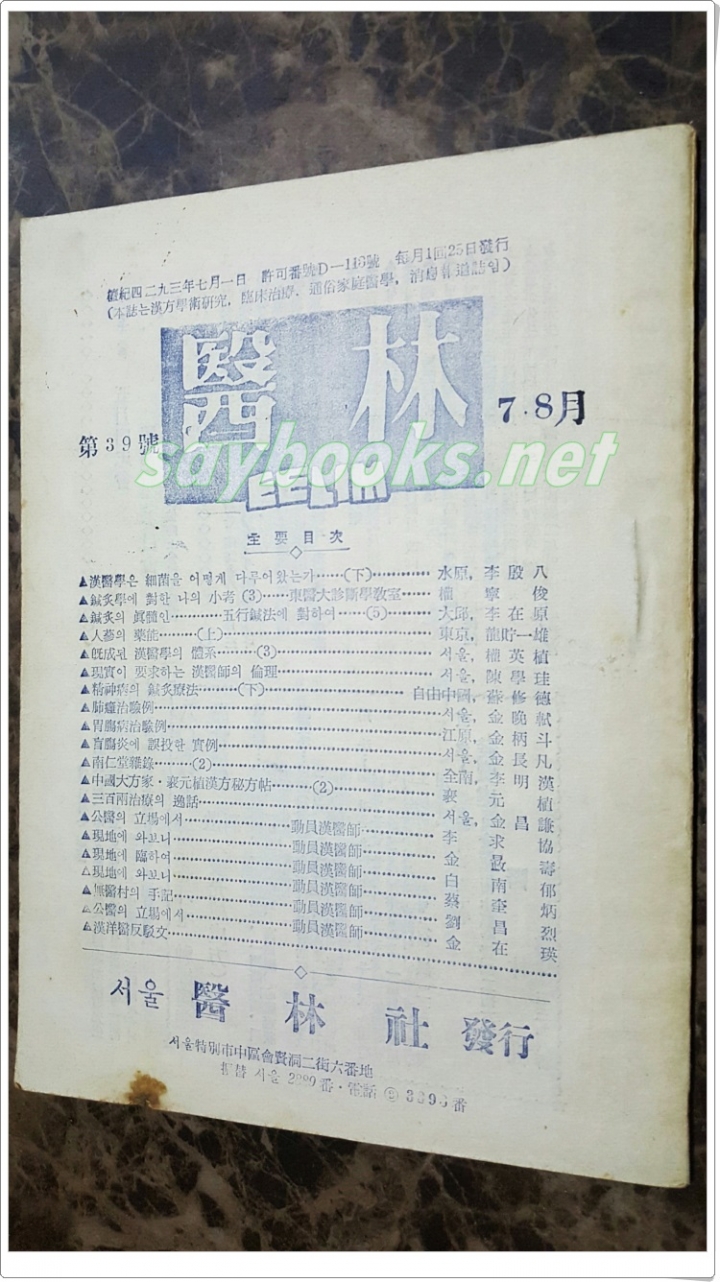 檀紀四二九三年七月一日 許可番號D—116號 每月1回25日發行
(本誌는漢方學術研究, 臨床治療, 通俗家庭醫學, 消息報道誌임)
醫 林
第39號
7.8月
EELIM
saybooks.net
主要目次
▲漢醫學은 細菌을 어떻게 다루어왔는가……(下)………… 水原, 李 殷 八
▲鍼灸學에 對한 나의 小考 (3)……東醫大診斷學教室…… 權 寧 俊
▲鍼灸의 眞髓인…………五行鍼法에 對하여……(5)………… 大邱, 李 在 原
▲人蔘의 藥能………(上)………… 東京, 龍野一雄
▲旣成된 漢醫學의 體系……(3)………… 서울, 權 英 植
▲現實이 要求하는 漢醫師의 倫理………… 서울, 陳 學 珪
▲精神病의 鍼灸療法………(下)………… 自由中國, 蘇 修 德
▲肺癰治驗例………… 서울, 金 晩 弒
▲胃腸病治驗例………… 江原, 金 柄 斗
▲盲腸炎에 誤投한 實例………… 서울, 金 長 凡
▲南仁堂雜錄………(2)………… 全南, 李 明 漢
▲中國大方家·裵元植漢方秘方帖…………(2)………… 裵 元 植
▲三百兩治療의 逸話………… 서울, 金 昌 謙
▲公醫의 立場에서…………動員漢醫師………… 李 求 協
▲現地에 와보니…………動員漢醫師………… 金 壽
▲現地에 臨하여…………動員漢醫師………… 白 南 郁
△現地에 와보니…………動員漢醫師………… 蔡 奎 炳
▲無醫村의 手記…………動員漢醫師………… 劉 昌 烈
△公醫의 立場에서…………動員漢醫師………… 金 在 瑛
▲漢洋醫反駁文…………
서울 醫 林 社 發行
서울特別市中區會賢洞二街六番地
振替 서울 2080番·電話 ② 3896番